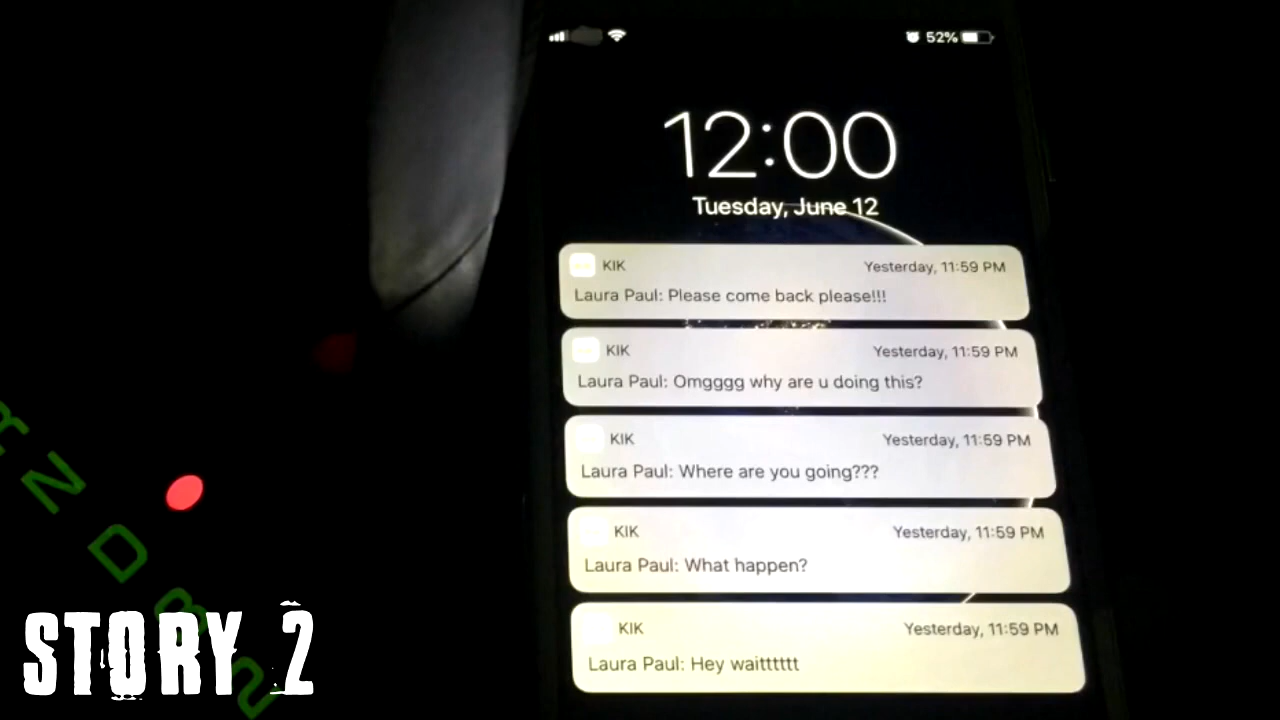 52%
12:00
Tuesday, June 12
KIK Yesterday, 11:59 PM
Laura Paul: Please come back please!!!
KIK Yesterday, 11:59 PM
Laura Paul: Omgggg why are u doing this?
KIK Yesterday, 11:59 PM
Laura Paul: Where are you going???
KIK Yesterday, 11:59 PM
Laura Paul: What happen?
KIK Yesterday, 11:59 PM
Laura Paul: Hey waitttttt
N D B 2
STORY 2